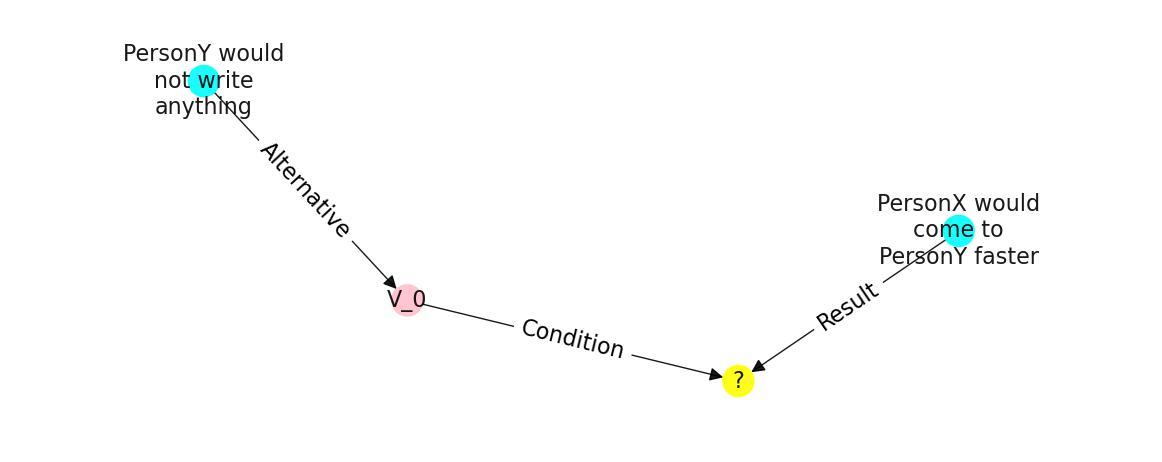 PersonY would
not write
anything
Alternative
V_0
Condition
PersonX would
come to
PersonY faster
Result
?